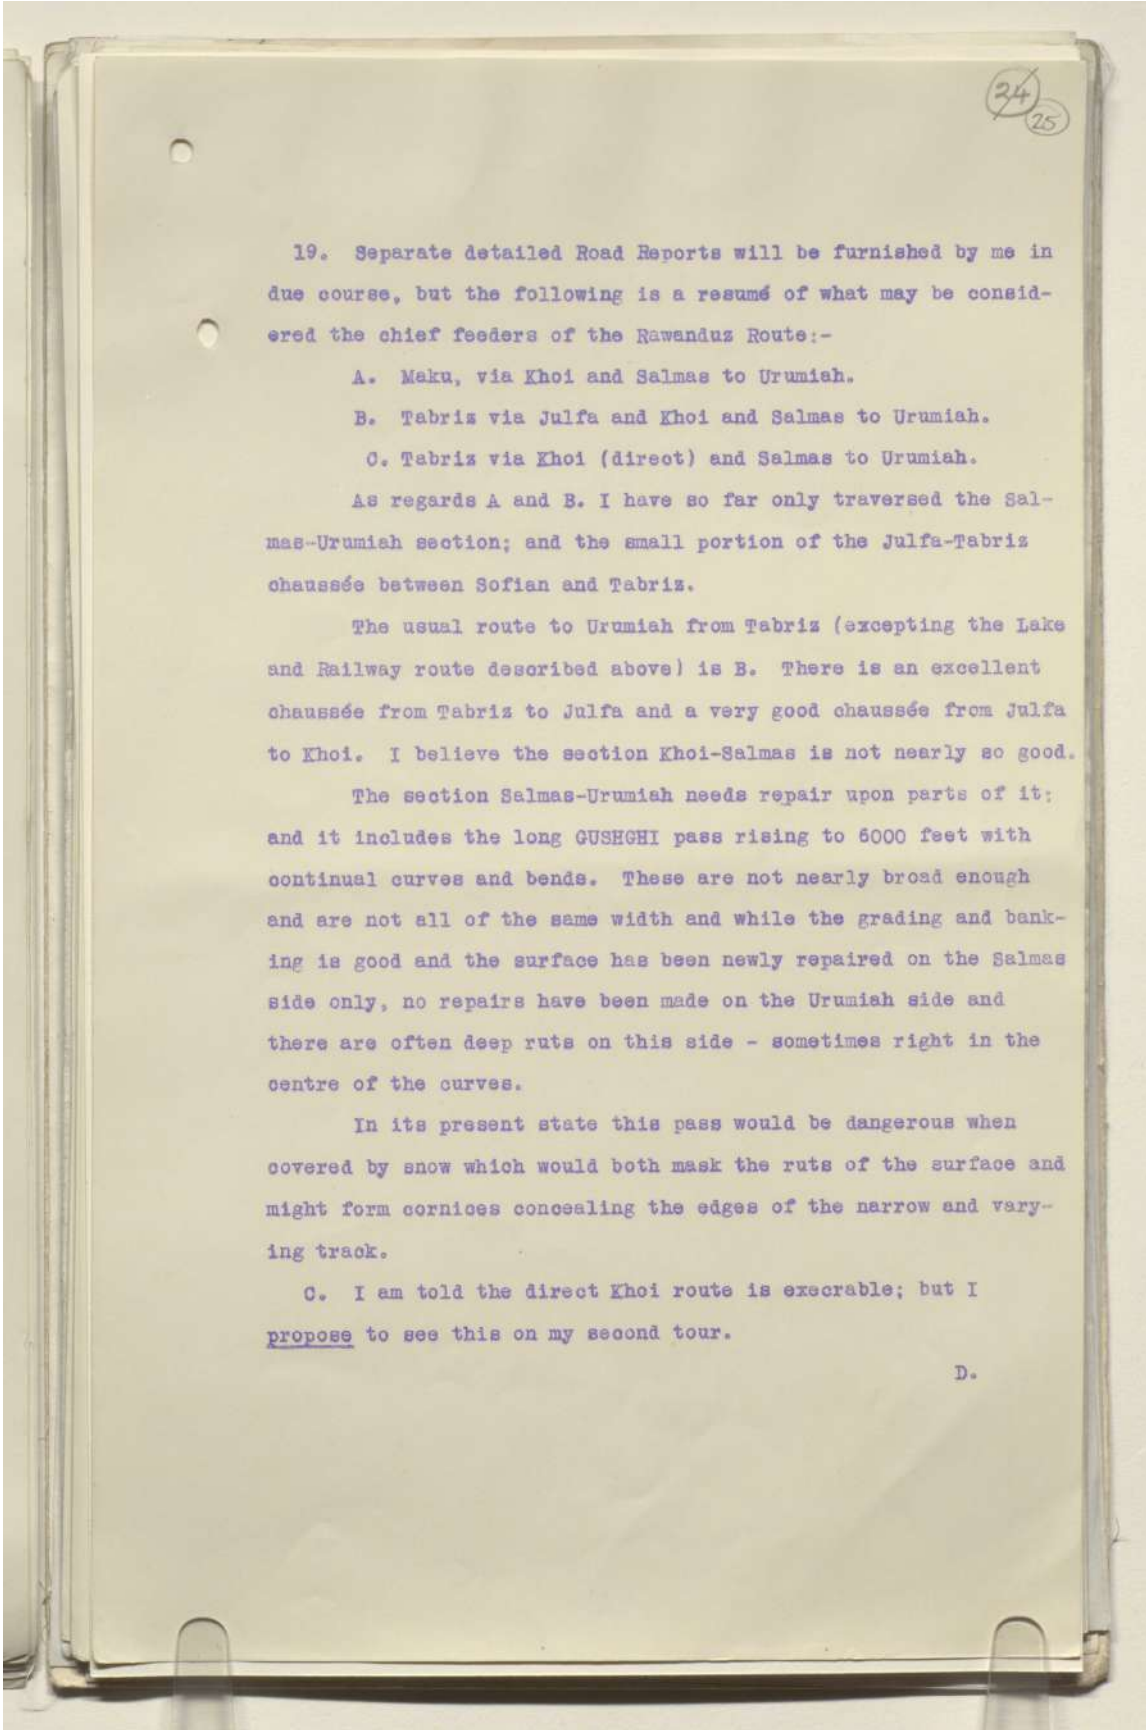 24
25
19. Separate detailed Road Reports will be furnished by me in
due course, but the following is a resumé of what may be consid-
ered the chief feeders of the Rawanduz Route:-
A. Maku, via Khoi and Salmas to Urumiah.
B. Tabriz via Julfa and Khoi and Salmas to Urumiah.
C. Tabriz via Khoi (direct) and Salmas to Urumiah.
As regards A and B. I have so far only traversed the Sal-
mas-Urumiah section; and the small portion of the Julfa-Tabriz
chaussée between Sofian and Tabriz.
The usual route to Urumiah from Tabriz (excepting the Lake
and Railway route described above) is B. There is an excellent
chaussée from Tabriz to Julfa and a very good chaussée from Julfa
to Khoi. I believe the section Khoi-Salmas is not nearly so good.
The section Salmas-Urumiah needs repair upon parts of it:
and it includes the long GUSHGHI pass rising to 6000 feet with
continual curves and bends. These are not nearly broad enough
and are not all of the same width and while the grading and bank-
ing is good and the surface has been newly repaired on the Salmas
side only, no repairs have been made on the Urumiah side and
there are often deep ruts on this side - sometimes right in the
centre of the curves.
In its present state this pass would be dangerous when
covered by snow which would both mask the ruts of the surface and
might form cornices concealing the edges of the narrow and vary-
ing track.
C. I am told the direct Khoi route is execrable; but I
propose to see this on my second tour.
D.